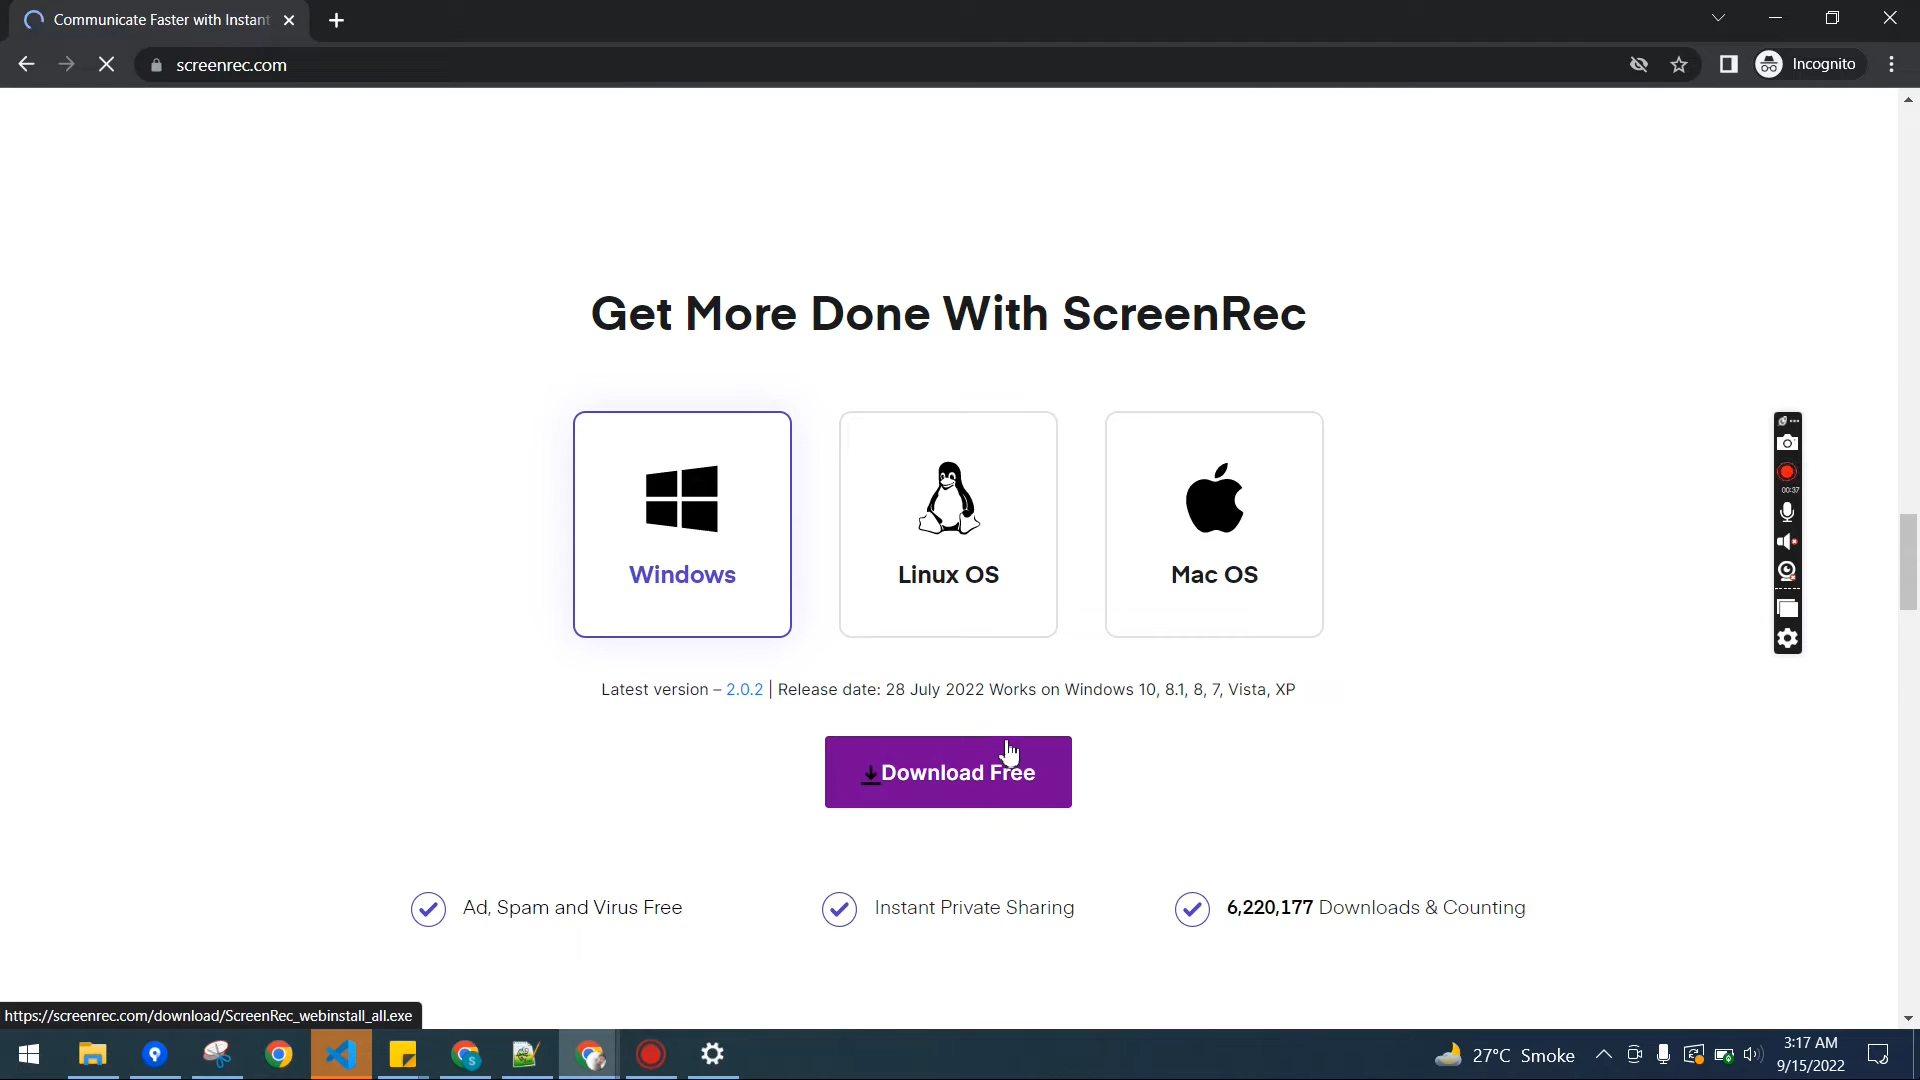 Communicate Faster with Instant
screenrec.com
Incognito
Get More Done With ScreenRec
Windows
Linux OS
Mac OS
00:37
Latest version – 2.0.2 | Release date: 28 July 2022 Works on Windows 10, 8.1, 8, 7, Vista, XP
Download Free
Ad, Spam and Virus Free
Instant Private Sharing
6,220,177 Downloads & Counting
https://screenrec.com/download/ScreenRec_webinstall_all.exe
S
27°C Smoke
3:17 AM
9/15/2022